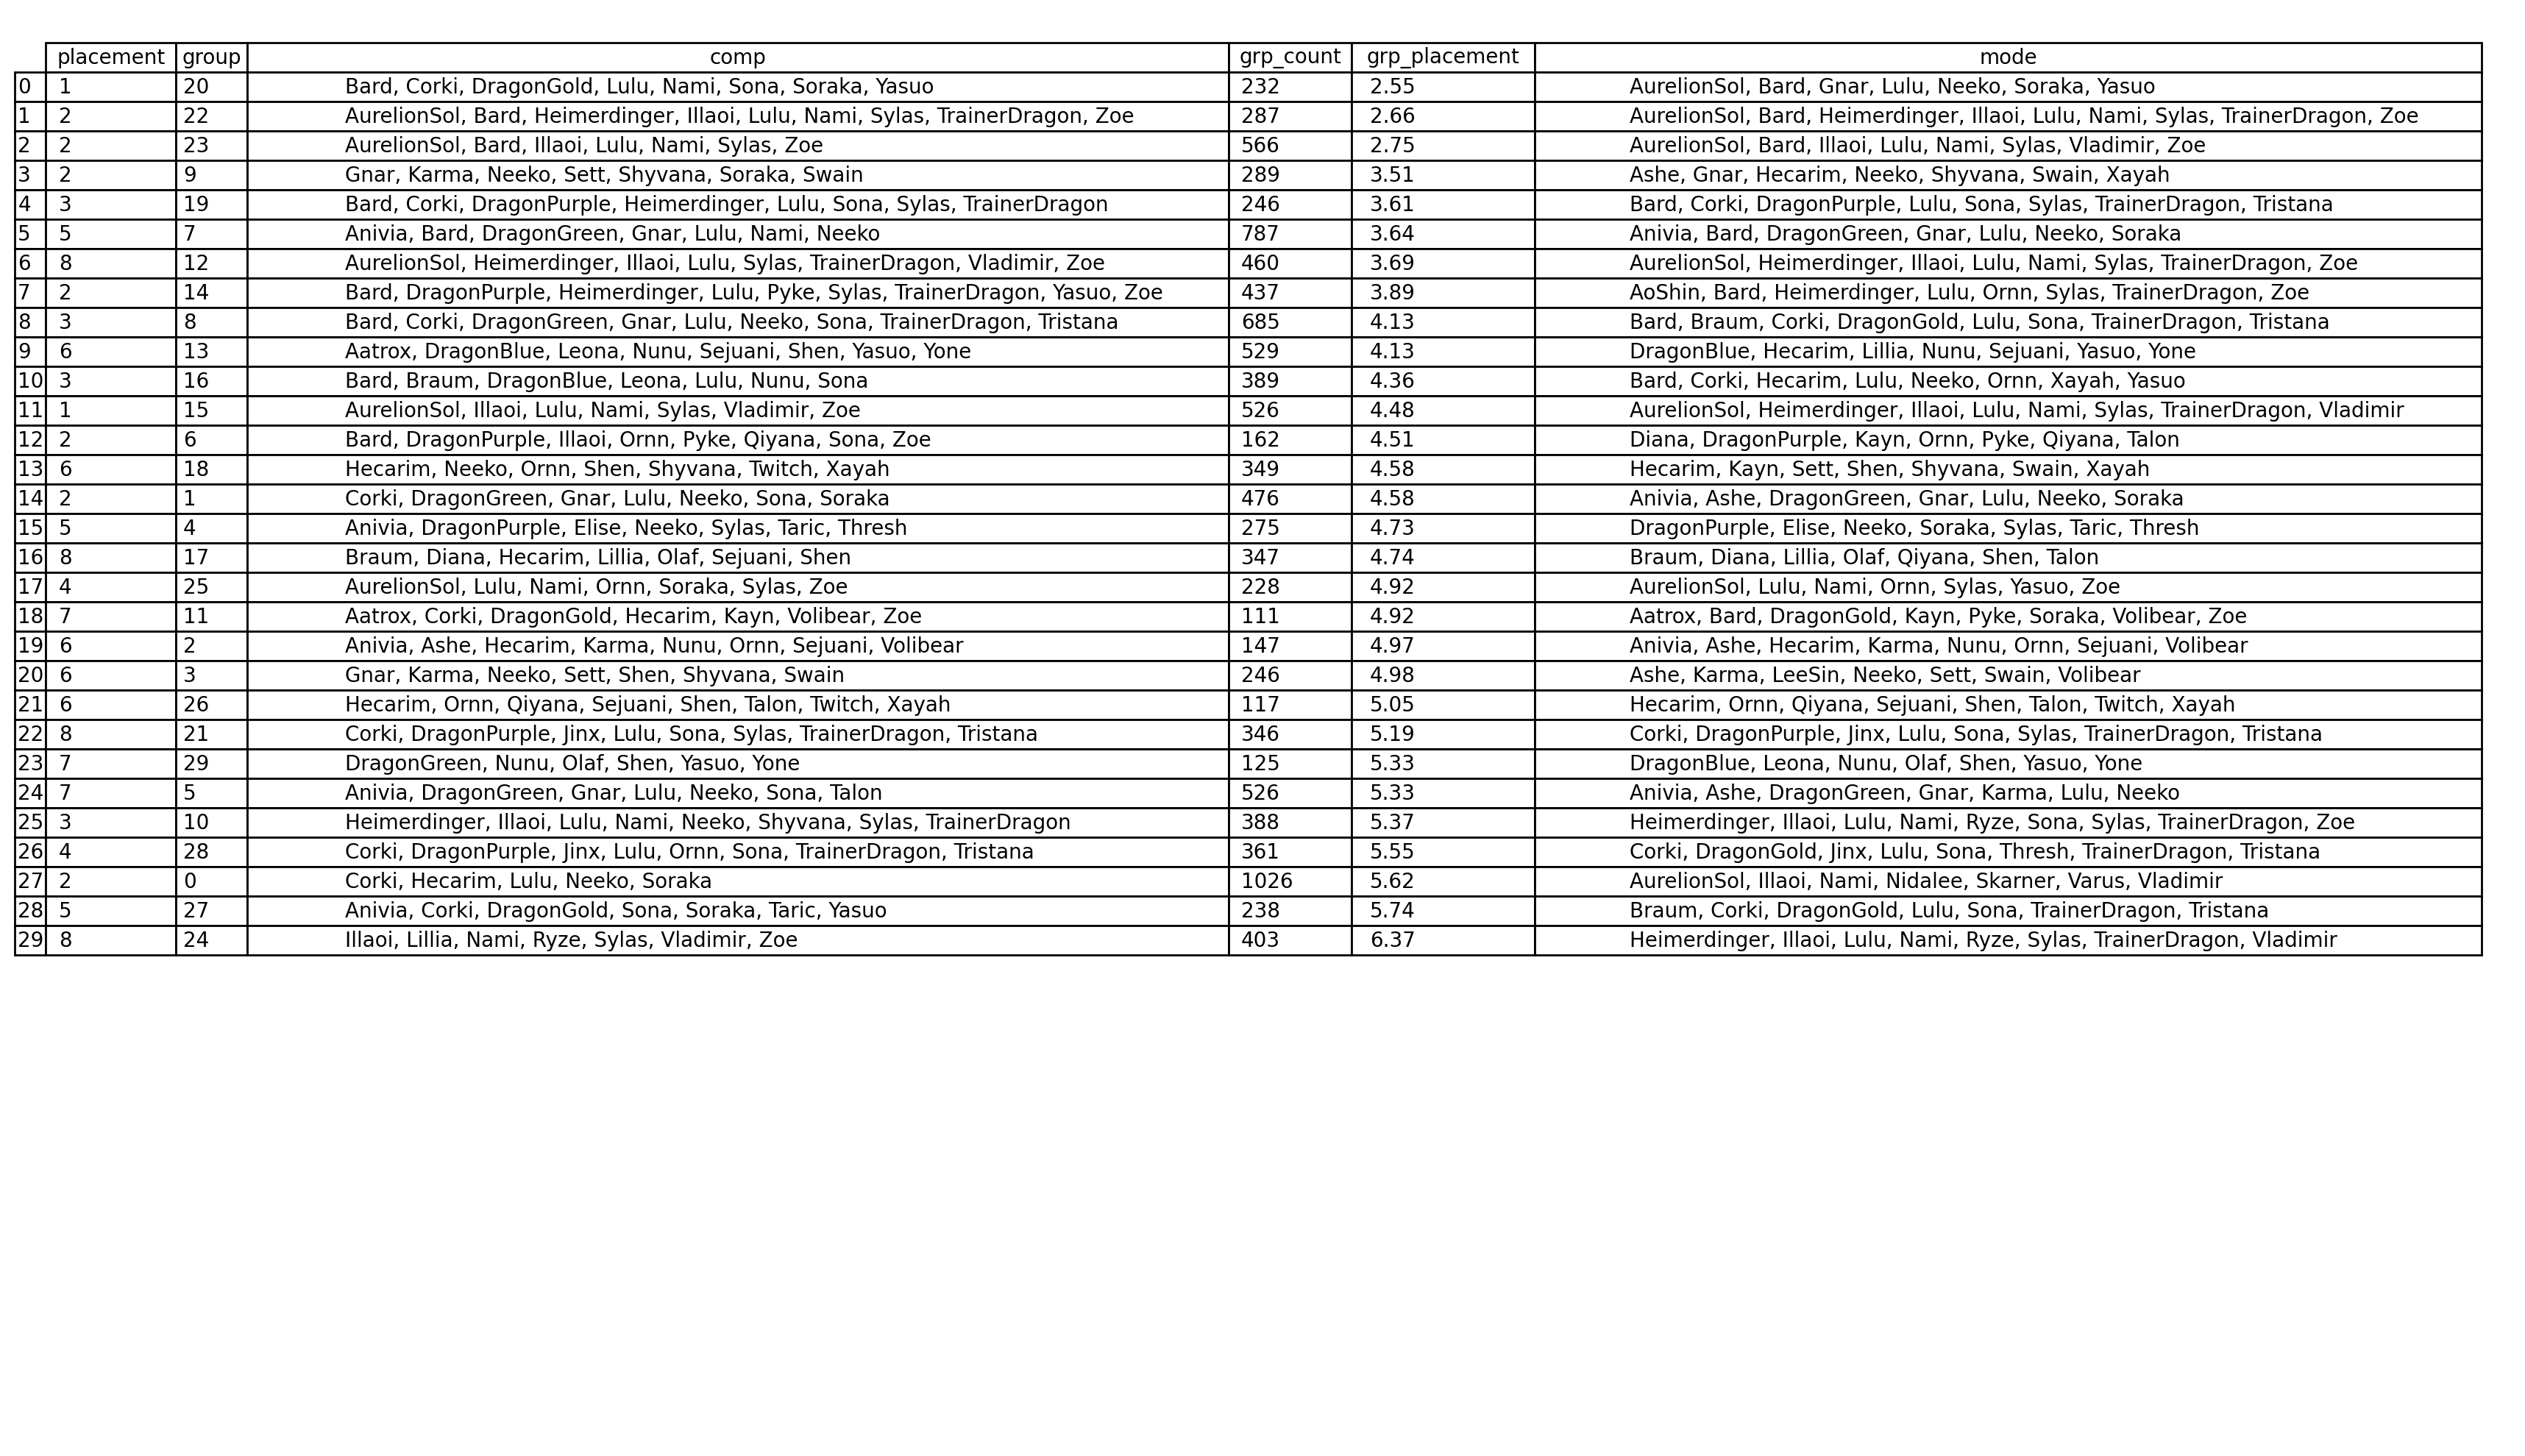 placement group comp grp_count grp_placement mode
0 1 20 Bard, Corki, DragonGold, Lulu, Nami, Sona, Soraka, Yasuo 232 2.55 AurelionSol, Bard, Gnar, Lulu, Neeko, Soraka, Yasuo
1 2 22 AurelionSol, Bard, Heimerdinger, Illaoi, Lulu, Nami, Sylas, TrainerDragon, Zoe 287 2.66 AurelionSol, Bard, Heimerdinger, Illaoi, Lulu, Nami, Sylas, TrainerDragon, Zoe
2 2 23 AurelionSol, Bard, Illaoi, Lulu, Nami, Sylas, Zoe 566 2.75 AurelionSol, Bard, Illaoi, Lulu, Nami, Sylas, Vladimir, Zoe
3 2 9 Gnar, Karma, Neeko, Sett, Shyvana, Soraka, Swain 289 3.51 Ashe, Gnar, Hecarim, Neeko, Shyvana, Swain, Xayah
4 3 19 Bard, Corki, DragonPurple, Heimerdinger, Lulu, Sona, Sylas, TrainerDragon 246 3.61 Bard, Corki, DragonPurple, Lulu, Sona, Sylas, TrainerDragon, Tristana
5 5 7 Anivia, Bard, DragonGreen, Gnar, Lulu, Nami, Neeko 787 3.64 Anivia, Bard, DragonGreen, Gnar, Lulu, Neeko, Soraka
6 8 12 AurelionSol, Heimerdinger, Illaoi, Lulu, Sylas, TrainerDragon, Vladimir, Zoe 460 3.69 AurelionSol, Heimerdinger, Illaoi, Lulu, Nami, Sylas, TrainerDragon, Zoe
7 2 14 Bard, DragonPurple, Heimerdinger, Lulu, Pyke, Sylas, TrainerDragon, Yasuo, Zoe 437 3.89 AoShin, Bard, Heimerdinger, Lulu, Ornn, Sylas, TrainerDragon, Zoe
8 3 8 Bard, Corki, DragonGreen, Gnar, Lulu, Neeko, Sona, TrainerDragon, Tristana 685 4.13 Bard, Braum, Corki, DragonGold, Lulu, Sona, TrainerDragon, Tristana
9 6 13 Aatrox, DragonBlue, Leona, Nunu, Sejuani, Shen, Yasuo, Yone 529 4.13 DragonBlue, Hecarim, Lillia, Nunu, Sejuani, Yasuo, Yone
10 3 16 Bard, Braum, DragonBlue, Leona, Lulu, Nunu, Sona 389 4.36 Bard, Corki, Hecarim, Lulu, Neeko, Ornn, Xayah, Yasuo
11 1 15 AurelionSol, Illaoi, Lulu, Nami, Sylas, Vladimir, Zoe 526 4.48 AurelionSol, Heimerdinger, Illaoi, Lulu, Nami, Sylas, TrainerDragon, Vladimir
12 2 6 Bard, DragonPurple, Illaoi, Ornn, Pyke, Qiyana, Sona, Zoe 162 4.51 Diana, DragonPurple, Kayn, Ornn, Pyke, Qiyana, Talon
13 6 18 Hecarim, Neeko, Ornn, Shen, Shyvana, Twitch, Xayah 349 4.58 Hecarim, Kayn, Sett, Shen, Shyvana, Swain, Xayah
14 2 1 Corki, DragonGreen, Gnar, Lulu, Neeko, Sona, Soraka 476 4.58 Anivia, Ashe, DragonGreen, Gnar, Lulu, Neeko, Soraka
15 5 4 Anivia, DragonPurple, Elise, Neeko, Sylas, Taric, Thresh 275 4.73 DragonPurple, Elise, Neeko, Soraka, Sylas, Taric, Thresh
16 8 17 Braum, Diana, Hecarim, Lillia, Olaf, Sejuani, Shen 347 4.74 Braum, Diana, Lillia, Olaf, Qiyana, Shen, Talon
17 4 25 AurelionSol, Lulu, Nami, Ornn, Soraka, Sylas, Zoe 228 4.92 AurelionSol, Lulu, Nami, Ornn, Sylas, Yasuo, Zoe
18 7 11 Aatrox, Corki, DragonGold, Hecarim, Kayn, Volibear, Zoe 111 4.92 Aatrox, Bard, DragonGold, Kayn, Pyke, Soraka, Volibear, Zoe
19 6 2 Anivia, Ashe, Hecarim, Karma, Nunu, Ornn, Sejuani, Volibear 147 4.97 Anivia, Ashe, Hecarim, Karma, Nunu, Ornn, Sejuani, Volibear
20 6 3 Gnar, Karma, Neeko, Sett, Shen, Shyvana, Swain 246 4.98 Ashe, Karma, LeeSin, Neeko, Sett, Swain, Volibear
21 6 26 Hecarim, Ornn, Qiyana, Sejuani, Shen, Talon, Twitch, Xayah 117 5.05 Hecarim, Ornn, Qiyana, Sejuani, Shen, Talon, Twitch, Xayah
22 8 21 Corki, DragonPurple, Jinx, Lulu, Sona, Sylas, TrainerDragon, Tristana 346 5.19 Corki, DragonPurple, Jinx, Lulu, Sona, Sylas, TrainerDragon, Tristana
23 7 29 DragonGreen, Nunu, Olaf, Shen, Yasuo, Yone 125 5.33 DragonBlue, Leona, Nunu, Olaf, Shen, Yasuo, Yone
24 7 5 Anivia, DragonGreen, Gnar, Lulu, Neeko, Sona, Talon 526 5.33 Anivia, Ashe, DragonGreen, Gnar, Karma, Lulu, Neeko
25 3 10 Heimerdinger, Illaoi, Lulu, Nami, Neeko, Shyvana, Sylas, TrainerDragon 388 5.37 Heimerdinger, Illaoi, Lulu, Nami, Ryze, Sona, Sylas, TrainerDragon, Zoe
26 4 28 Corki, DragonPurple, Jinx, Lulu, Ornn, Sona, TrainerDragon, Tristana 361 5.55 Corki, DragonGold, Jinx, Lulu, Sona, Thresh, TrainerDragon, Tristana
27 2 0 Corki, Hecarim, Lulu, Neeko, Soraka 1026 5.62 AurelionSol, Illaoi, Nami, Nidalee, Skarner, Varus, Vladimir
28 5 27 Anivia, Corki, DragonGold, Sona, Soraka, Taric, Yasuo 238 5.74 Braum, Corki, DragonGold, Lulu, Sona, TrainerDragon, Tristana
29 8 24 Illaoi, Lillia, Nami, Ryze, Sylas, Vladimir, Zoe 403 6.37 Heimerdinger, Illaoi, Lulu, Nami, Ryze, Sylas, TrainerDragon, Vladimir